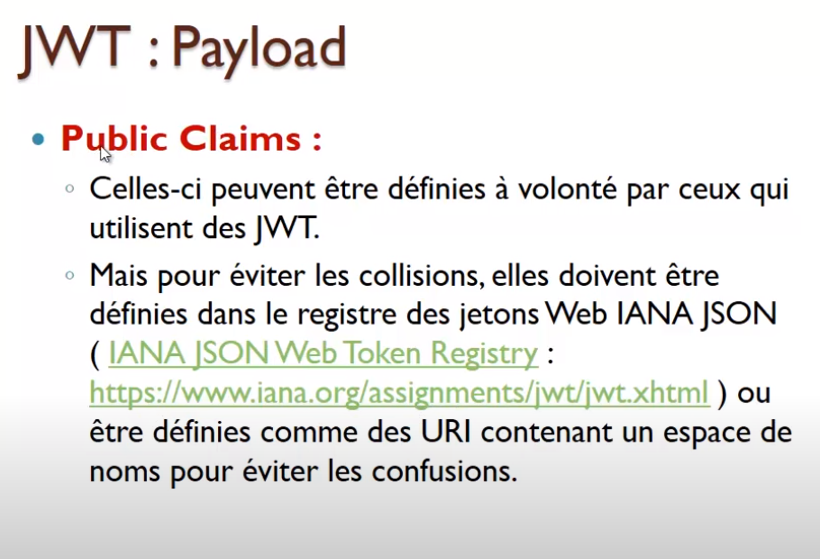 JWT : Payload
• Public Claims :
◦ Celles-ci peuvent être définies à volonté par ceux qui
utilisent des JWT.
◦ Mais pour éviter les collisions, elles doivent être
définies dans le registre des jetons Web IANA JSON
( IANA JSON Web Token Registry :
https://www.iana.org/assignments/jwt/jwt.xhtml ) ou
être définies comme des URI contenant un espace de
noms pour éviter les confusions.